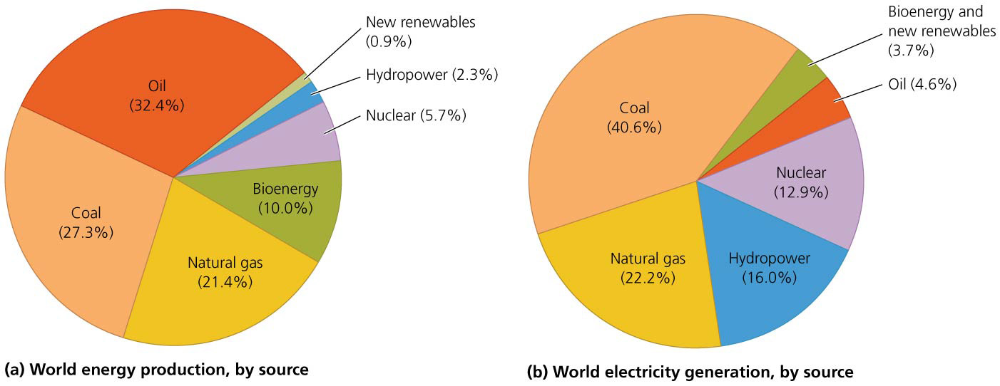 Oil
(32.4%)
New renewables
(0.9%)
Hydropower (2.3%)
Nuclear (5.7%)
Bioenergy
(10.0%)
Natural gas
(21.4%)
Coal
(27.3%)
(a) World energy production, by source
Coal
(40.6%)
Bioenergy and
new renewables
(3.7%)
Oil (4.6%)
Nuclear
(12.9%)
Hydropower
(16.0%)
Natural gas
(22.2%)
(b) World electricity generation, by source